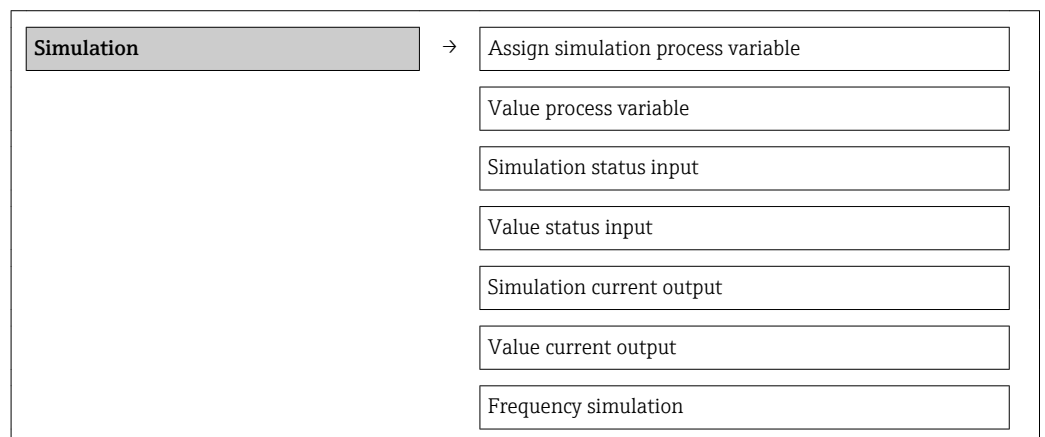 Simulation → Assign simulation process variable
Value process variable
Simulation status input
Value status input
Simulation current output
Value current output
Frequency simulation